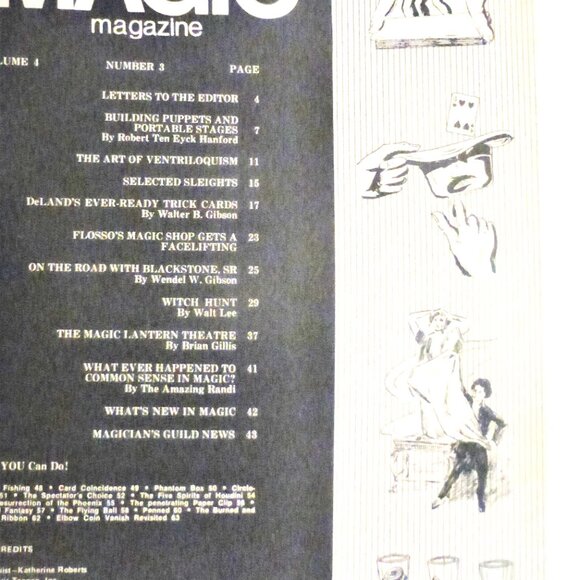 MAGIC
magazine
VOLUME 4 NUMBER 3 PAGE
LETTERS TO THE EDITOR 4
BUILDING PUPPETS AND
PORTABLE STAGES 7
By Robert Ten Eyck Hanford
THE ART OF VENTRILOQUISM 11
SELECTED SLEIGHTS 15
DeLAND'S EVER-READY TRICK CARDS 17
By Walter B. Gibson
FLOSSO'S MAGIC SHOP GETS A 23
FACELIFTING
ON THE ROAD WITH BLACKSTONE, SR 25
By Wendel W. Gibson
WITCH HUNT 29
By Walt Lee
THE MAGIC LANTERN THEATRE 37
By Brian Gillis
WHAT EVER HAPPENED TO 41
COMMON SENSE IN MAGIC?
By The Amazing Randi
WHAT'S NEW IN MAGIC 42
MAGICIAN'S GUILD NEWS 43
YOU Can Do!
Fishing 48 • Card Coincidence 49 • Phantom Box 50 • Circle-
51 • The Spectator's Choice 52 • The Five Spirits of Houdini 54
esurrection of the Phoenix 55 • The penetrating Paper Clip 56 •
Fantasy 57 • The Flying Ball 58 • Penned 60 • The Burned and
Ribbon 62 • Elbow Coin Vanish Revisited 63
REDITS
ist—Katherine Roberts